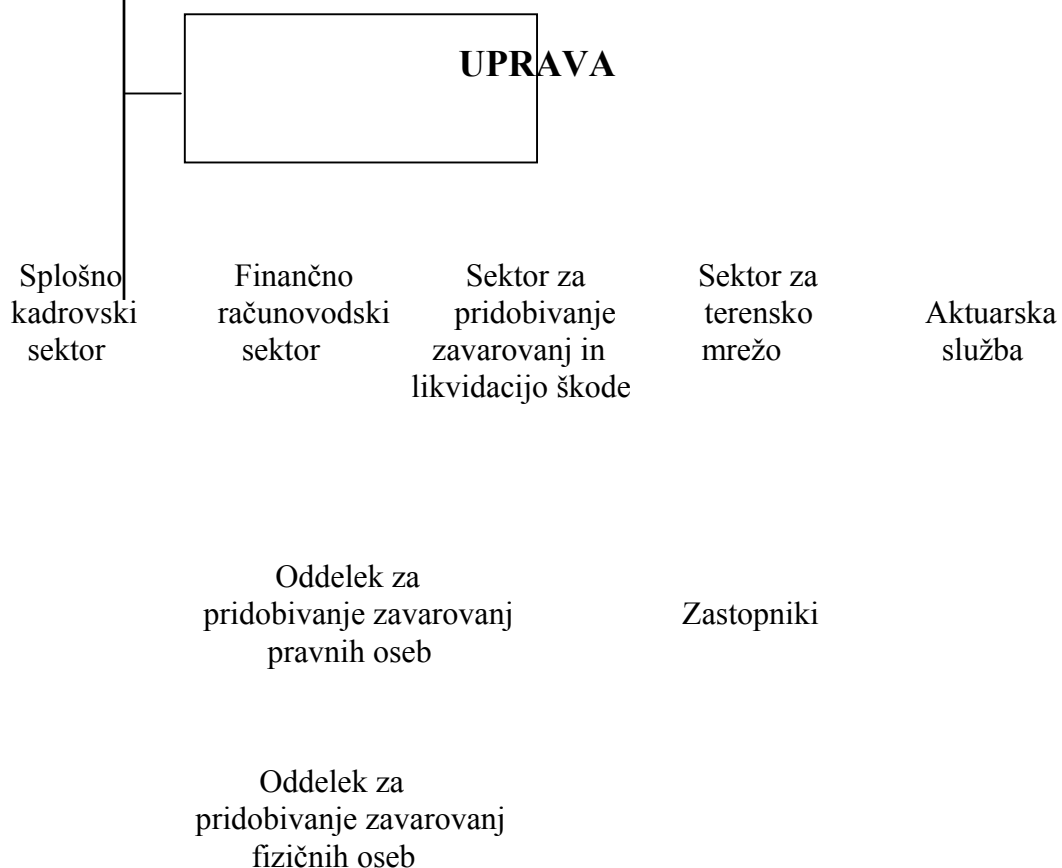 UPRAVA
Splošno
kadrovski
sektor
Finančno
računovodski
sektor
Sektor za
pridobivanje
zavarovanj in
likvidacijo škode
Sektor za
terensko
mrežo
Aktuarska
služba
Oddelek za
pridobivanje zavarovanj
pravnih oseb
Zastopniki
Oddelek za
pridobivanje zavarovanj
fizičnih oseb